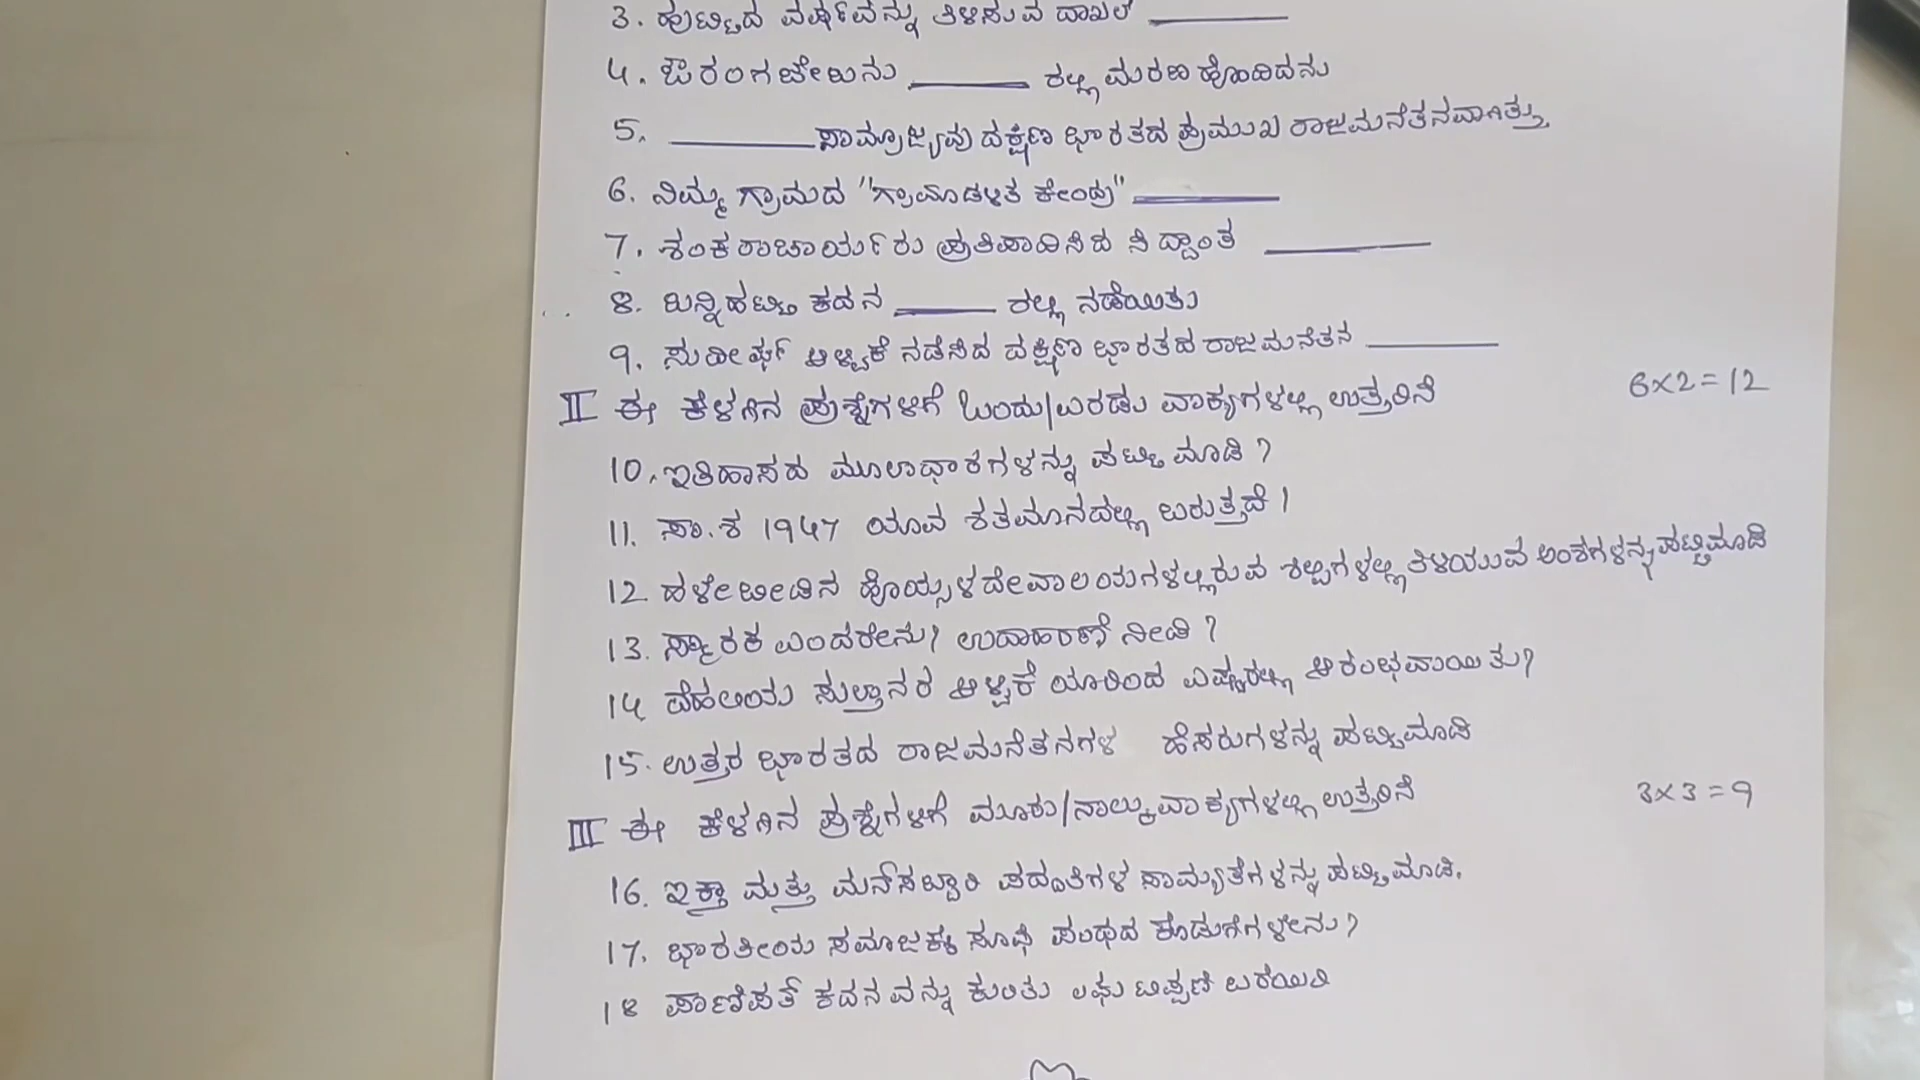 3. ಹುಟ್ಟಿದ ವರ್ಷವನ್ನು ತಿಳಿಸುವ ದಾಖಲೆ ________
4. ಔರಂಗಜೇಬನು ________ ರಲ್ಲಿ ಮರಣ ಹೊಂದಿದನು
5. ________ ಸಾಮ್ರಾಜ್ಯವು ದಕ್ಷಿಣ ಭಾರತದ ಪ್ರಮುಖ ರಾಜಮನೆತನವಾಗಿತ್ತು.
6. ನಿಮ್ಮ ಗ್ರಾಮದ "ಗ್ರಾಮಾಡಳಿತ ಕೇಂದ್ರ" ________
7. ಶಂಕರಾಚಾರ್ಯರು ಪ್ರತಿಪಾದಿಸಿದ ಸಿದ್ಧಾಂತ ________
8. ಬನ್ನಿಹಟ್ಟಿ ಕದನ ________ ರಲ್ಲಿ ನಡೆಯಿತು
9. ಸುದೀರ್ಘ ಆಳ್ವಿಕೆ ನಡೆಸಿದ ದಕ್ಷಿಣ ಭಾರತದ ರಾಜಮನೆತನ ________
II ಈ ಕೆಳಗಿನ ಪ್ರಶ್ನೆಗಳಿಗೆ ಒಂದು/ಎರಡು ವಾಕ್ಯಗಳಲ್ಲಿ ಉತ್ತರಿಸಿ 6x2=12
10. ಇತಿಹಾಸದ ಮೂಲಾಧಾರಗಳನ್ನು ಪಟ್ಟಿ ಮಾಡಿ ?
11. ಸಾ.ಶ 1947 ಯಾವ ಶತಮಾನದಲ್ಲಿ ಬರುತ್ತದೆ ?
12 ಹಳೇಬೀಡಿನ ಹೊಯ್ಸಳ ದೇವಾಲಯಗಳಲ್ಲಿರುವ ಶಿಲ್ಪಗಳಲ್ಲಿ ತಿಳಿಯುವ ಅಂಶಗಳನ್ನು ಪಟ್ಟಿಮಾಡಿ
13. ಸ್ಮಾರಕ ಎಂದರೇನು? ಉದಾಹರಣೆ ನೀಡಿ ?
14 ದೆಹಲಿಯ ಸುಲ್ತಾನರ ಆಳ್ವಿಕೆ ಯಾರಿಂದ ಎಷ್ಟರಲ್ಲಿ ಆರಂಭವಾಯಿತು?
15. ಉತ್ತರ ಭಾರತದ ರಾಜಮನೆತನಗಳ ಹೆಸರುಗಳನ್ನು ಪಟ್ಟಿಮಾಡಿ
III ಈ ಕೆಳಗಿನ ಪ್ರಶ್ನೆಗಳಿಗೆ ಮೂರು/ನಾಲ್ಕು ವಾಕ್ಯಗಳಲ್ಲಿ ಉತ್ತರಿಸಿ 3x3=9
16. ಇಕ್ತಾ ಮತ್ತು ಮನ್‌ಸಬ್ದಾರಿ ಪದ್ಧತಿಗಳ ಸಾಮ್ಯತೆಗಳನ್ನು ಪಟ್ಟಿಮಾಡಿ.
17. ಭಾರತೀಯ ಸಮಾಜಕ್ಕೆ ಸೂಫಿ ಪಂಥದ ಕೊಡುಗೆಗಳೇನು?
18 ಪಾಣಿಪತ್ ಕದನವನ್ನು ಕುರಿತು ಲಘು ಟಿಪ್ಪಣಿ ಬರೆಯಿರಿ